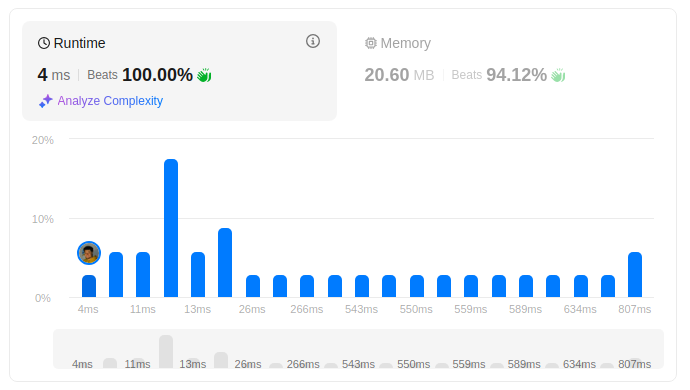 Runtime
4 ms | Beats 100.00%
Analyze Complexity
Memory
20.60 MB | Beats 94.12%
20%
10%
0%
4ms 11ms 13ms 26ms 266ms 543ms 550ms 559ms 589ms 634ms 807ms
4ms 11ms 13ms 26ms 266ms 543ms 550ms 559ms 589ms 634ms 807ms